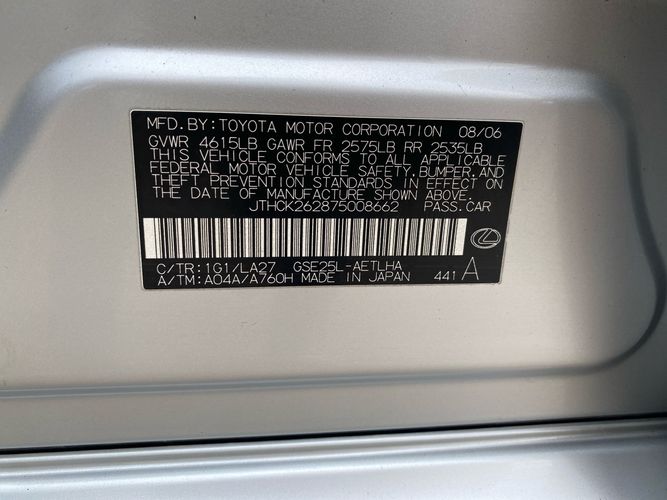 MFD.BY:TOYOTA MOTOR CORPORATION 08/06
GVWR 4615LB GAWR FR 2575LB RR 2535LB
THIS VEHICLE CONFORMS TO ALL APPLICABLE
FEDERAL MOTOR VEHICLE SAFETY,BUMPER,AND
THEFT PREVENTION STANDARDS IN EFFECT ON
THE DATE OF MANUFACTURE SHOWN ABOVE.
JTHCK262875008662 PASS.CAR
C/TR:1G1/LA27 GSE25L-AETLHA
A/TM:A04A/A760H MADE IN JAPAN 441 A